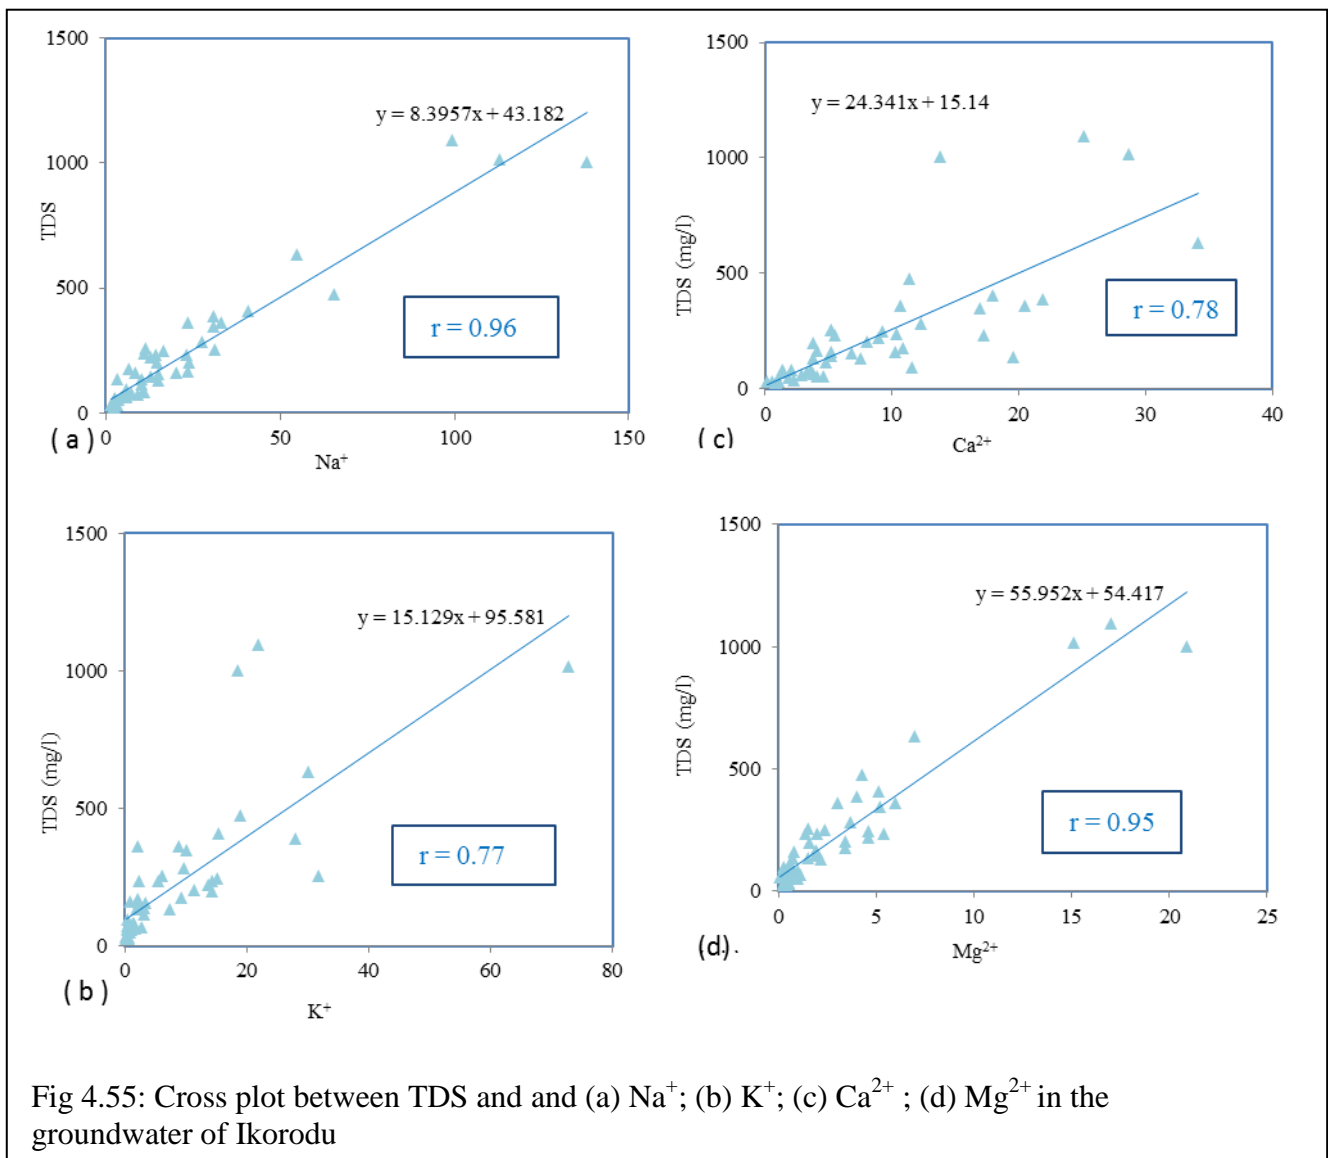 1500
1000
500
0
TDS
y = 8.3957x + 43.182
r = 0.96
0
50
100
150
Na⁺
( a )
1500
1000
500
0
TDS (mg/l)
y = 24.341x + 15.14
r = 0.78
0
10
20
30
40
Ca²⁺
( c)
1500
1000
500
0
TDS (mg/l)
y = 15.129x + 95.581
r = 0.77
0
20
40
60
80
K⁺
( b )
1500
1000
500
0
TDS (mg/l)
y = 55.952x + 54.417
r = 0.95
0
5
10
15
20
25
Mg²⁺
(d). .
Fig 4.55: Cross plot between TDS and and (a) Na⁺; (b) K⁺; (c) Ca²⁺ ; (d) Mg²⁺ in the
groundwater of Ikorodu